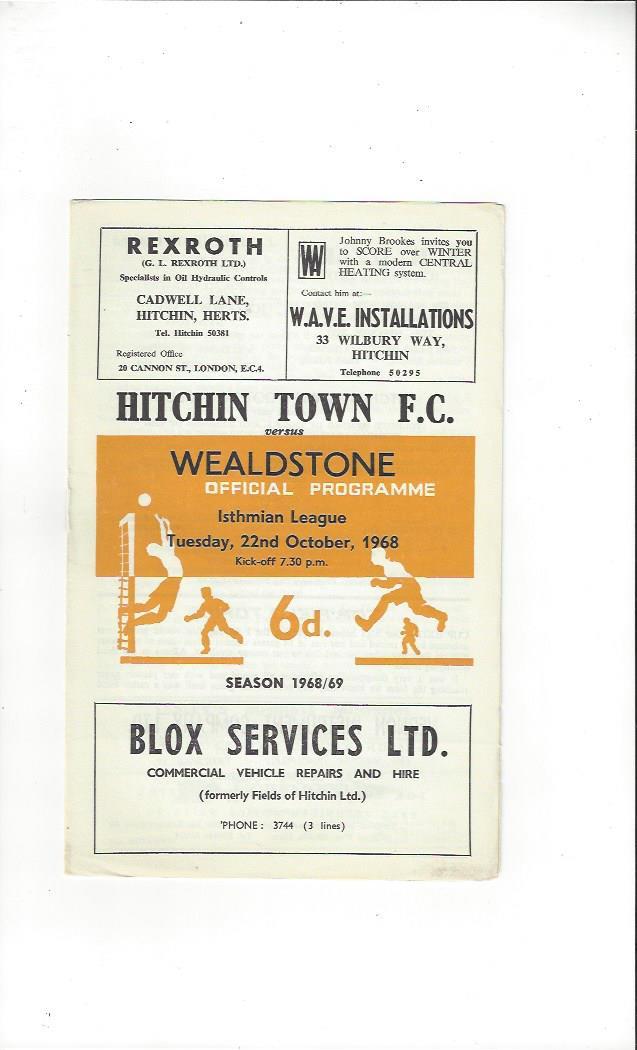 REXROTH
(G. L. REXROTH LTD.)
Specialists in Oil Hydraulic Controls
CADWELL LANE,
HITCHIN, HERTS.
Tel. Hitchin 50381
Registered Office
20 CANNON ST., LONDON, E.C.4.
W
Johnny Brookes invites you
to SCORE over WINTER
with a modern CENTRAL
HEATING system.
Contact him at:—
W.A.V.E. INSTALLATIONS
33 WILBURY WAY,
HITCHIN
Telephone 50295
HITCHIN TOWN F.C.
versus
WEALDSTONE
OFFICIAL PROGRAMME
Isthmian League
Tuesday, 22nd October, 1968
Kick-off 7.30 p.m.
6d.
SEASON 1968/69
BLOX SERVICES LTD.
COMMERCIAL VEHICLE REPAIRS AND HIRE
(formerly Fields of Hitchin Ltd.)
'PHONE: 3744 (3 lines)